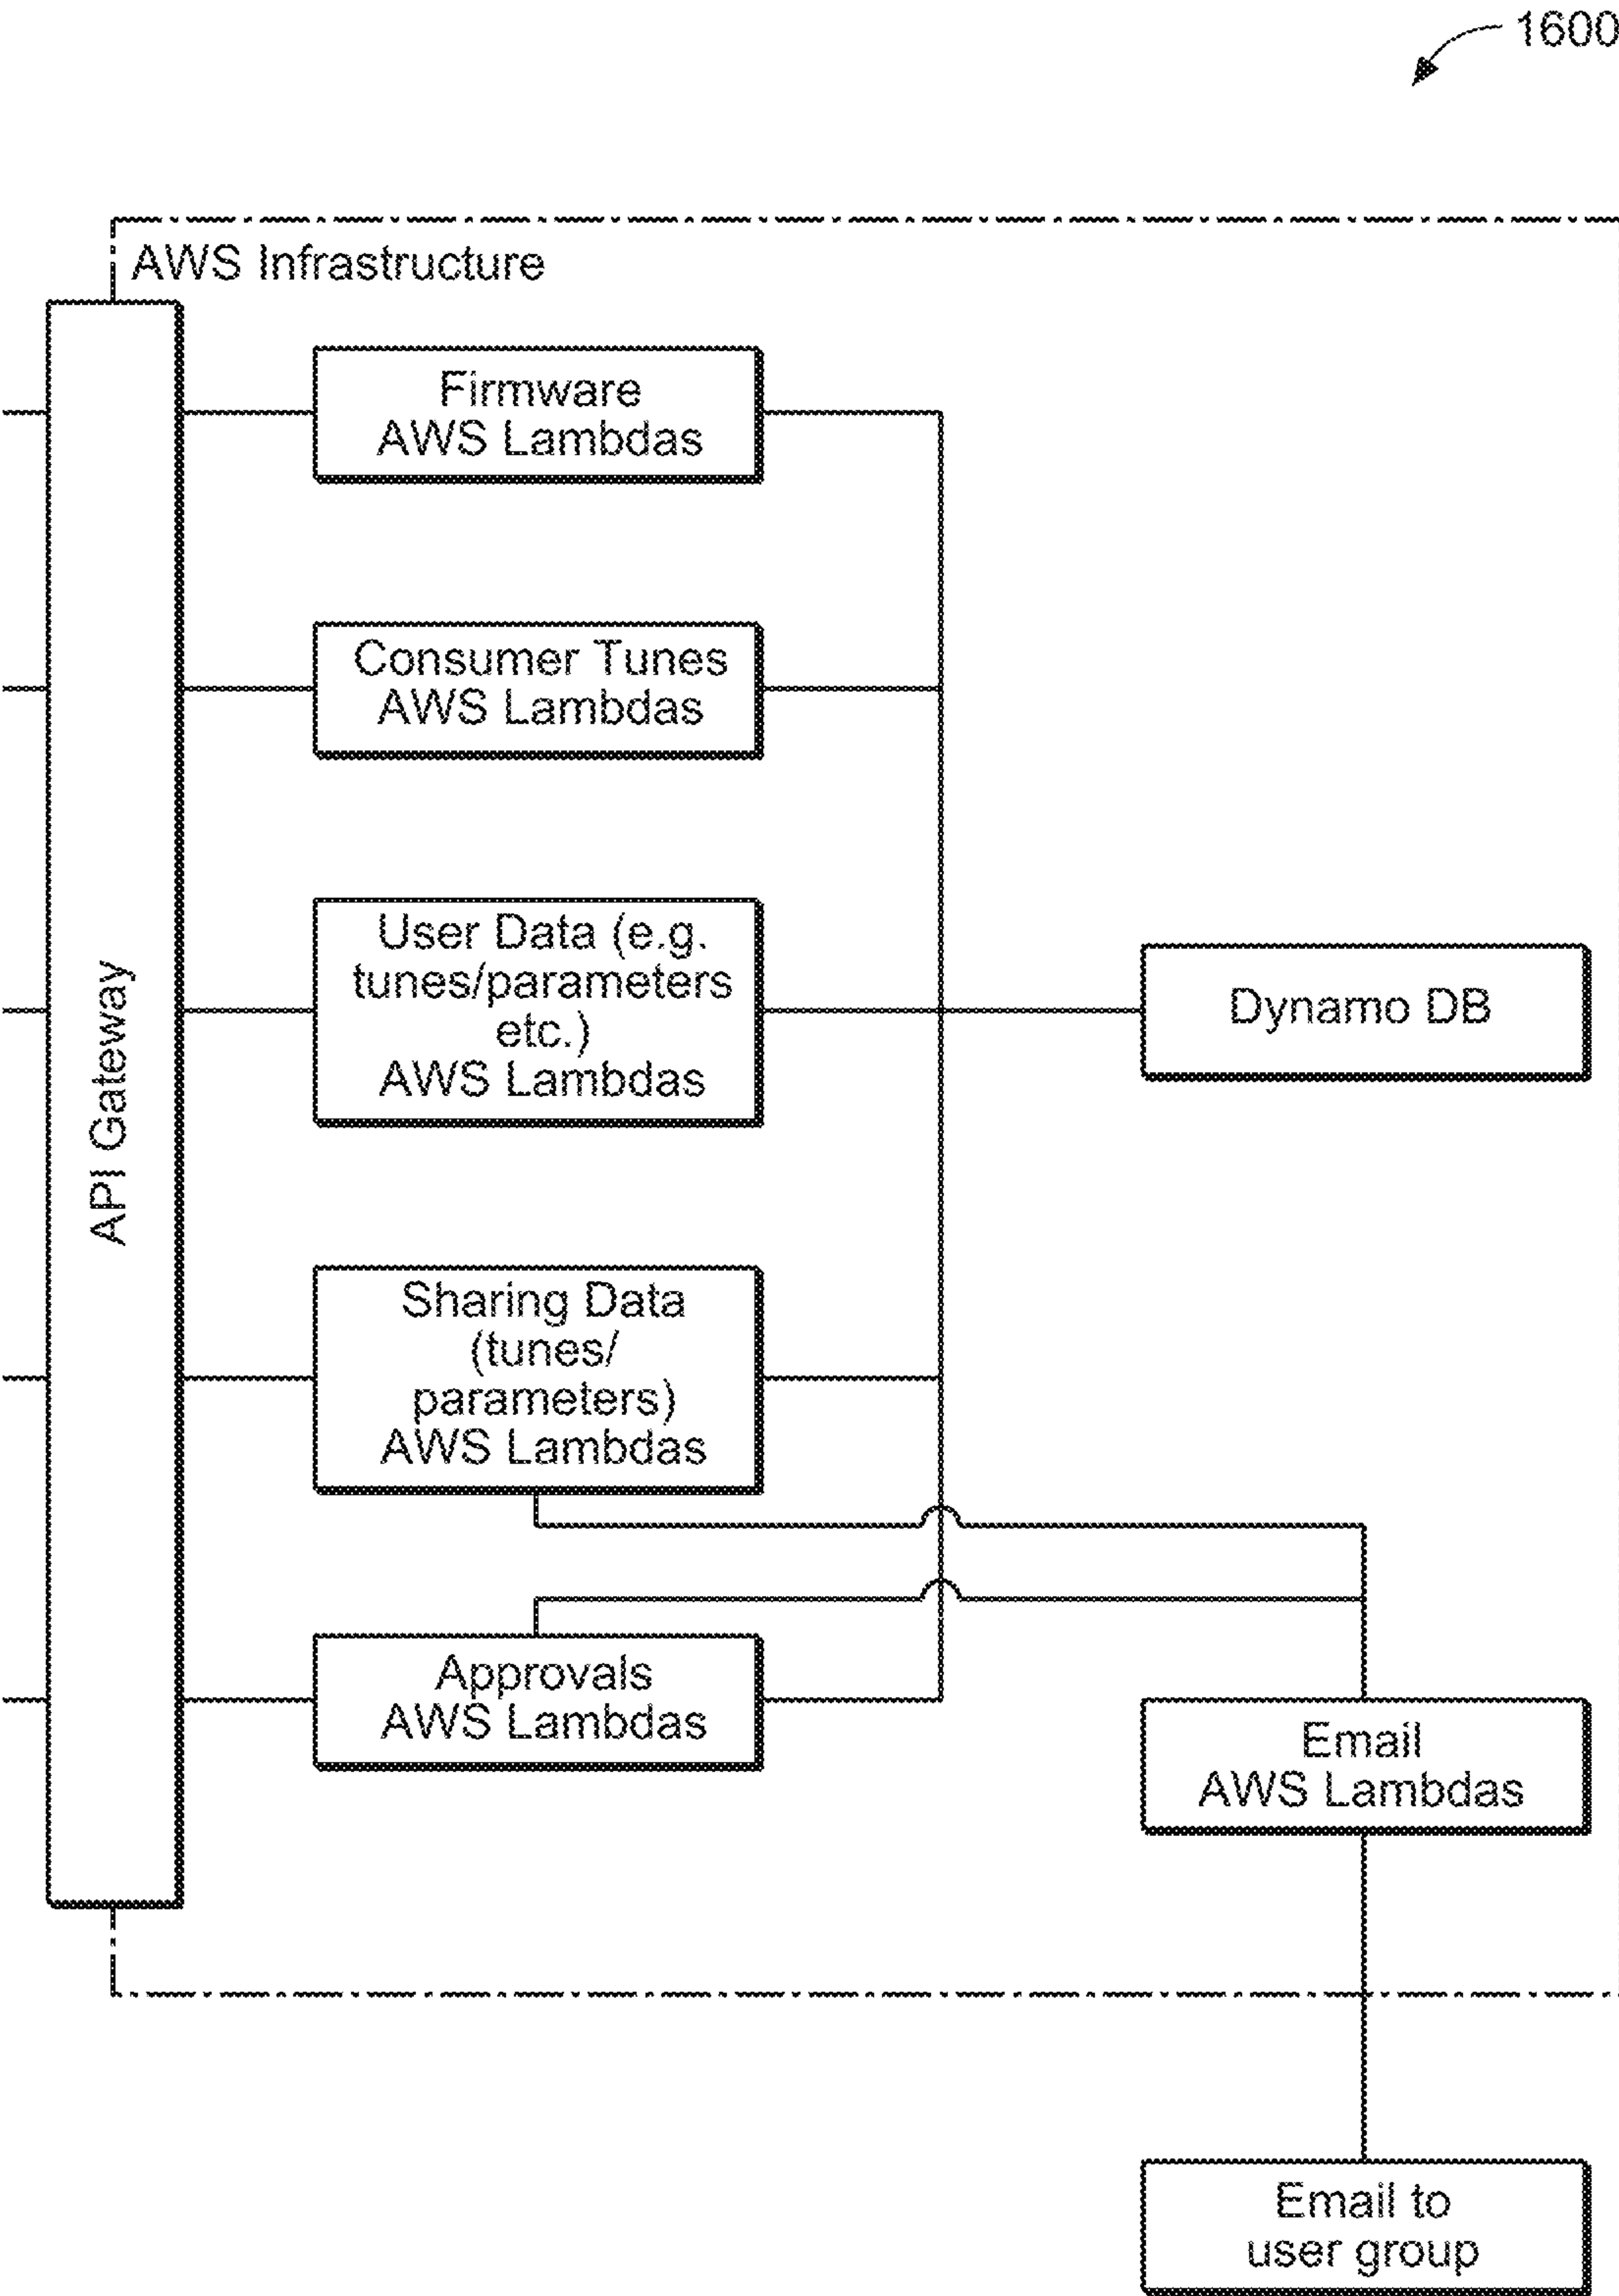 1600
AWS Infrastructure
API Gateway
Firmware
AWS Lambdas
Consumer Tunes
AWS Lambdas
User Data (e.g.
tunes/parameters
etc.)
AWS Lambdas
Dynamo DB
Sharing Data
(tunes/
parameters)
AWS Lambdas
Approvals
AWS Lambdas
Email
AWS Lambdas
Email to
user group